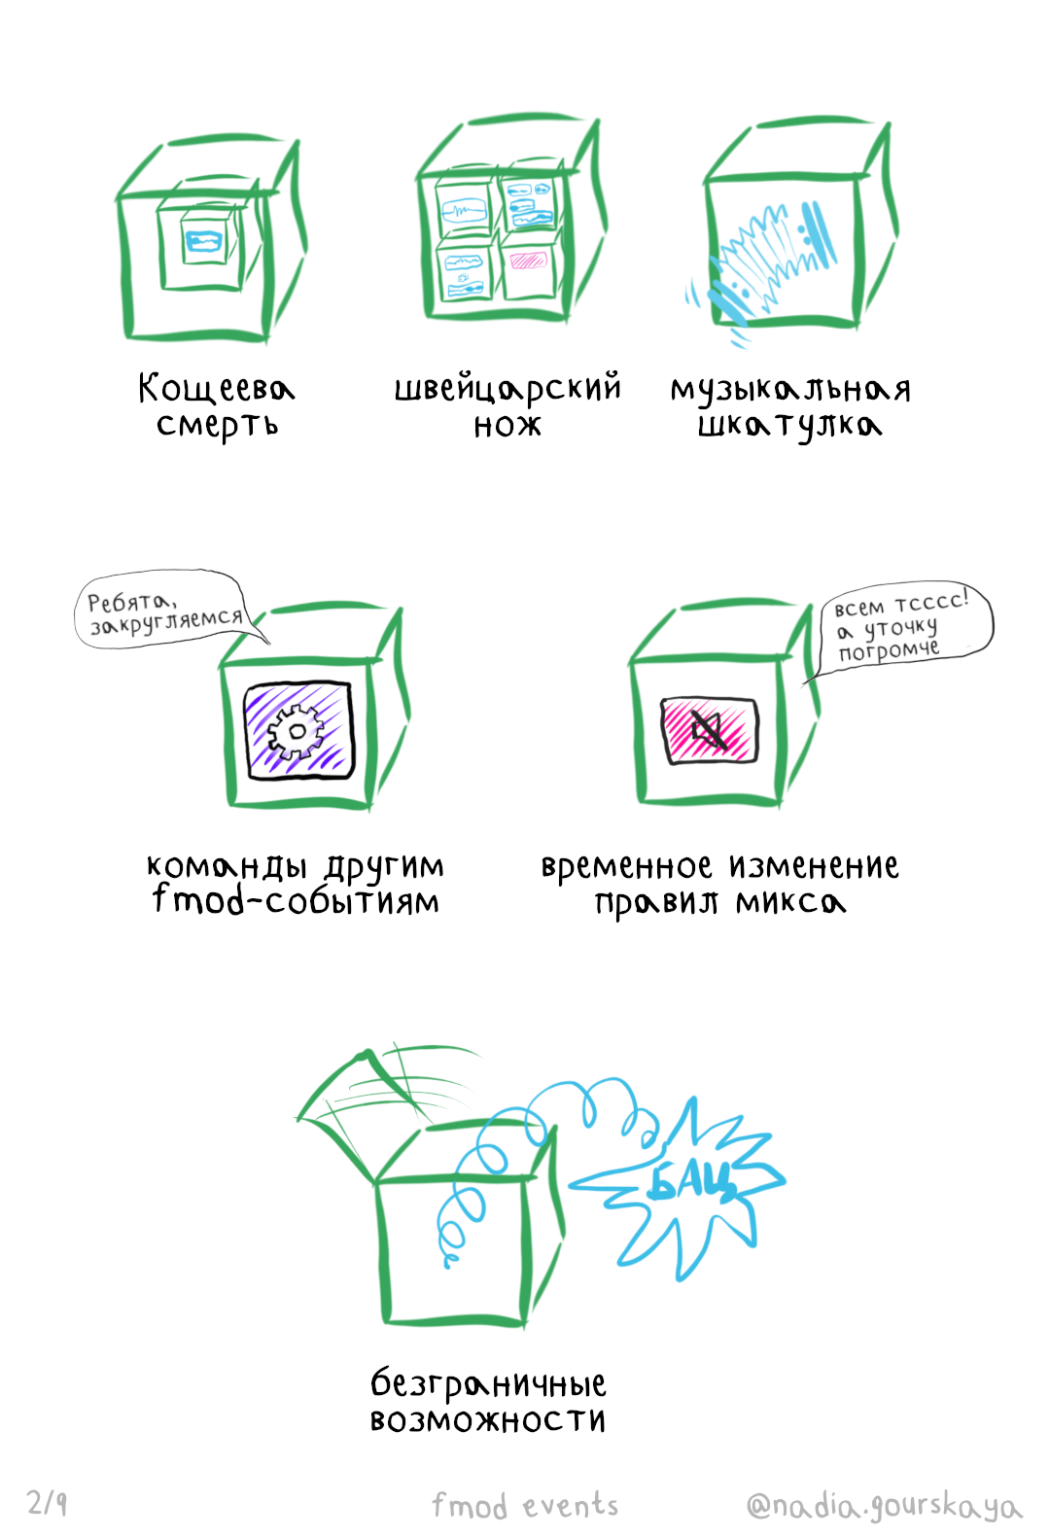 Кощеева
смерть
швейцарский
нож
музыкальная
шкатулка
Ребята,
закругляемся
всем тсссс!
а уточку
погромче
команды другим
fmod-событиям
временное изменение
правил микса
БАЦ
безграничные
возможности
2/9
fmod events
@nadia.gourskaya